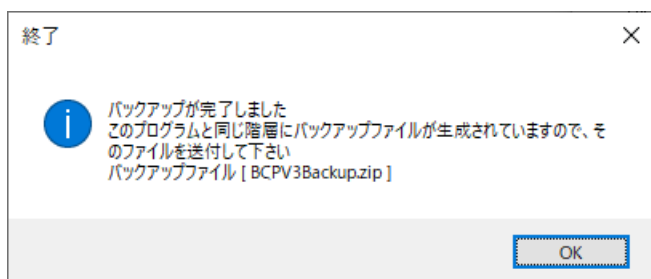 終了
バックアップが完了しました
このプログラムと同じ階層にバックアップファイルが生成されていますので、そ
のファイルを送付して下さい
バックアップファイル [ BCPV3Backup.zip ]
OK